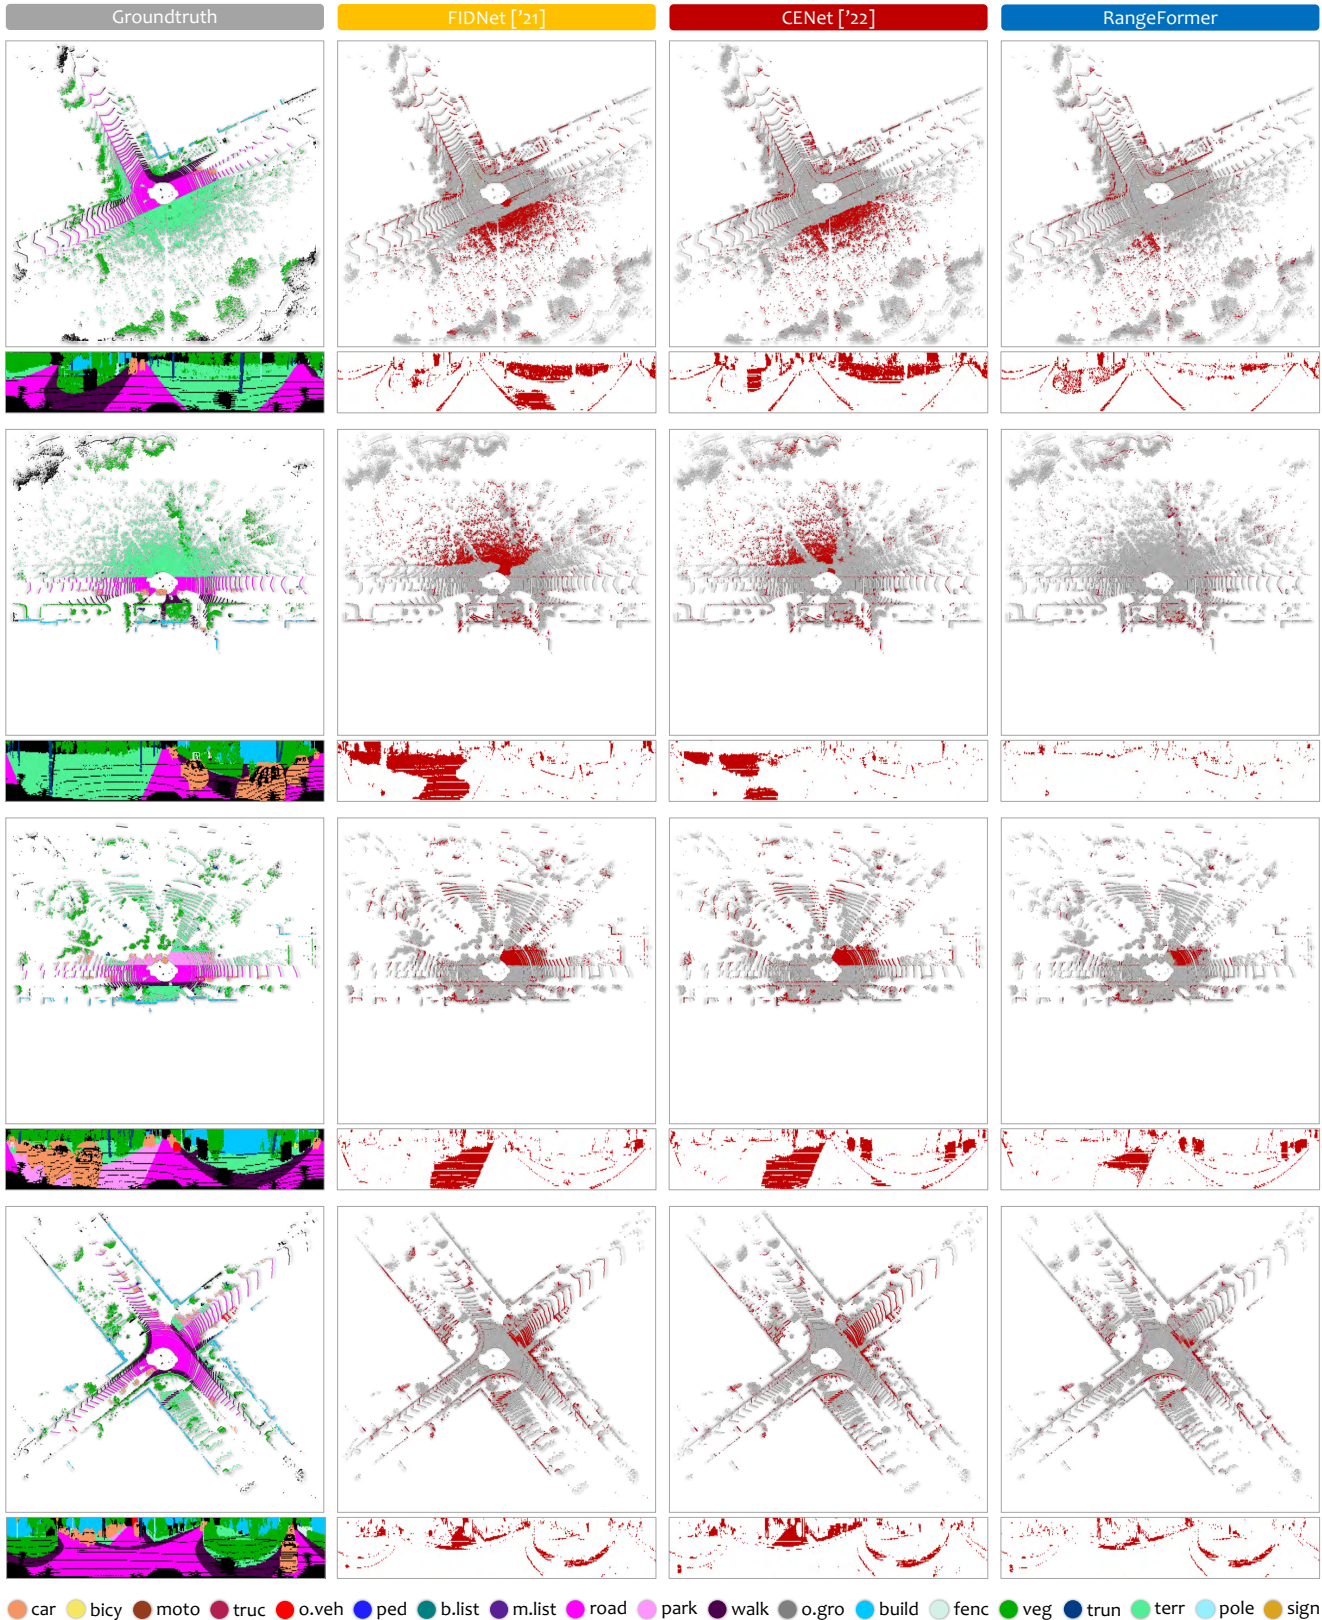 Groundtruth FIDNet [’21] CENet [’22] RangeFormer
car bicy moto truc o.veh ped b.list m.list road park walk o.gro build fenc veg trun terr pole sign